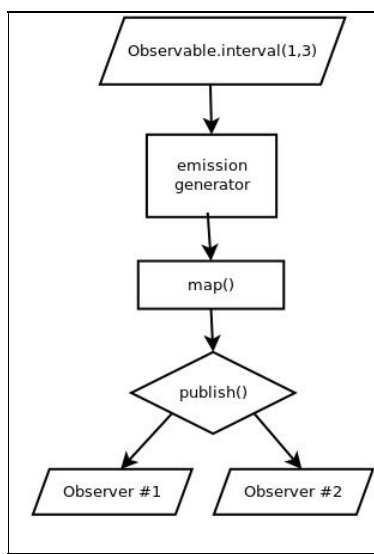 Observable.interval(1,3)
emission
generator
map()
publish()
Observer #1
Observer #2